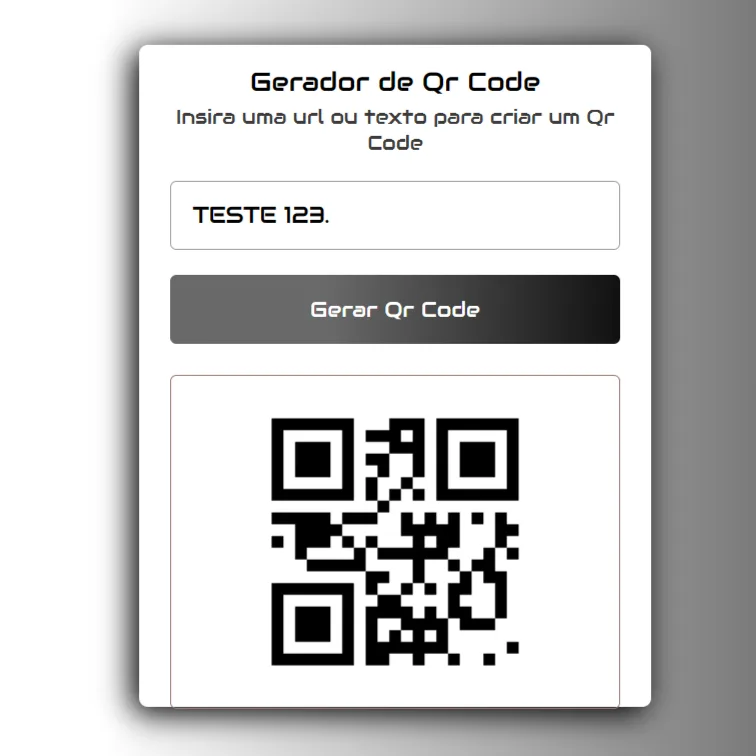 Gerador de Qr Code
Insira uma url ou texto para criar um Qr
Code
TESTE 123.
Gerar Qr Code